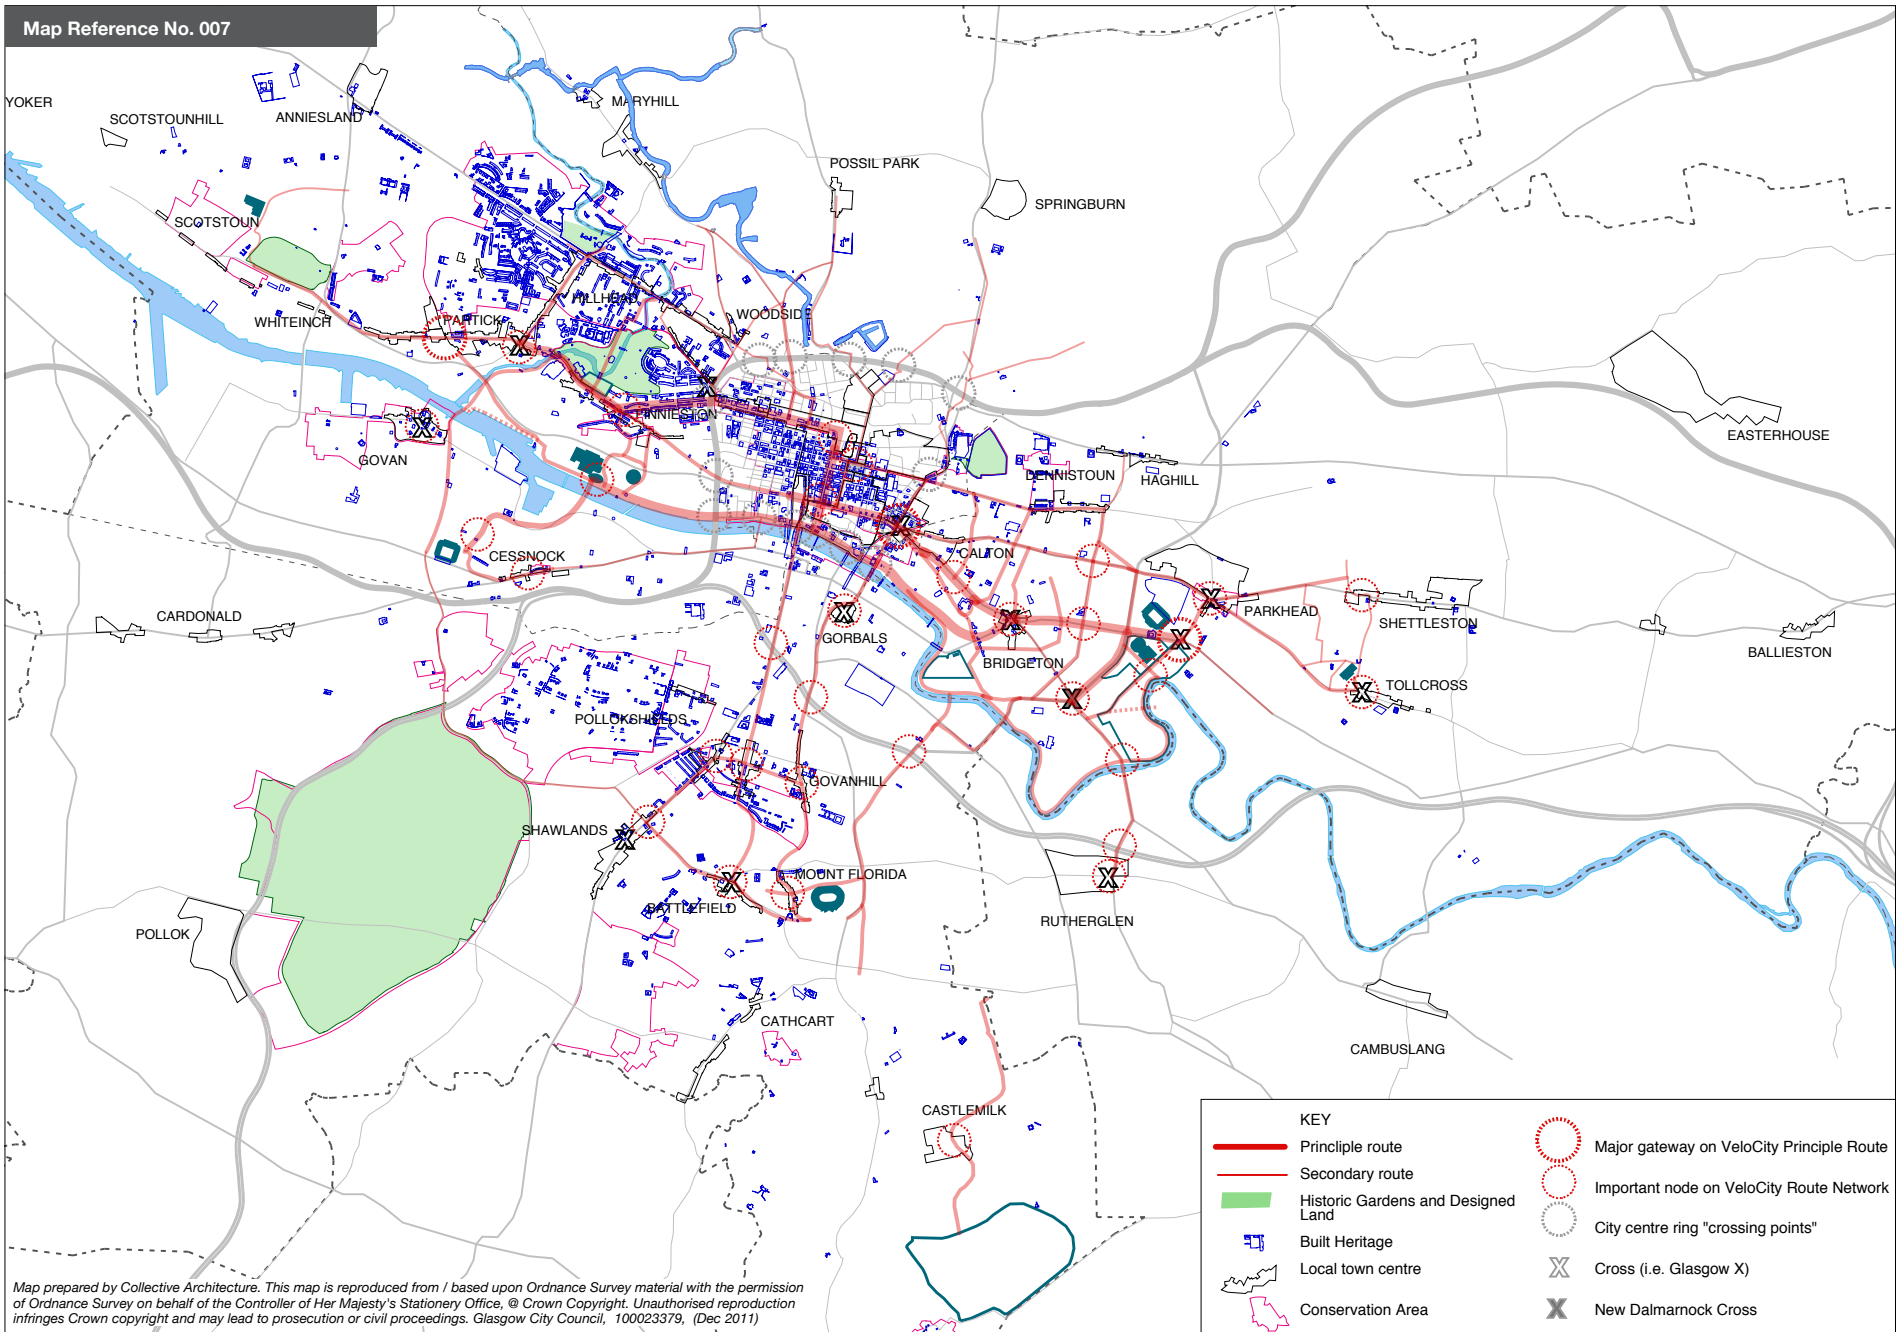 Map Reference No. 007
YOKER
SCOTSTOUNHILL
ANNIESLAND
MARYHILL
POSSIL PARK
SPRINGBURN
SCOTSTOUN
WHITEINCH
PARTICK
HILLHEAD
WOODSIDE
FINNIESTON
GOVAN
EASTERHOUSE
DENNISTOUN
HAGHILL
CESSNOCK
CALTON
CARDONALD
GORBALS
PARKHEAD
SHETTLESTON
BALLIESTON
BRIDGETON
TOLLCROSS
POLLOKSHIELDS
GOVANHILL
SHAWLANDS
MOUNT FLORIDA
BATTLEFIELD
RUTHERGLEN
POLLOK
CATHCART
CAMBUSLANG
CASTLEMILK
KEY
Princliple route
Secondary route
Historic Gardens and Designed
Land
Built Heritage
Local town centre
Conservation Area
Major gateway on VeloCity Principle Route
Important node on VeloCity Route Network
City centre ring "crossing points"
Cross (i.e. Glasgow X)
New Dalmarnock Cross
Map prepared by Collective Architecture. This map is reproduced from / based upon Ordnance Survey material with the permission
of Ordnance Survey on behalf of the Controller of Her Majesty's Stationery Office, @ Crown Copyright. Unauthorised reproduction
infringes Crown copyright and may lead to prosecution or civil proceedings. Glasgow City Council, 100023379, (Dec 2011)